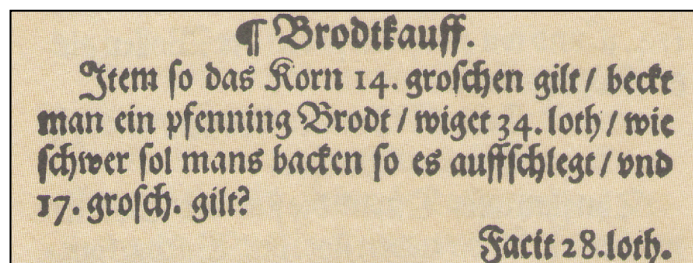 ¶ Brodtkauff.
Item so das Korn 14. groschen gilt / beckt
man ein pfenning Brodt / wiget 34. loth / wie
schwer sol mans backen so es auffschlegt / vnd
17. grosch. gilt?
Facit 28. loth.